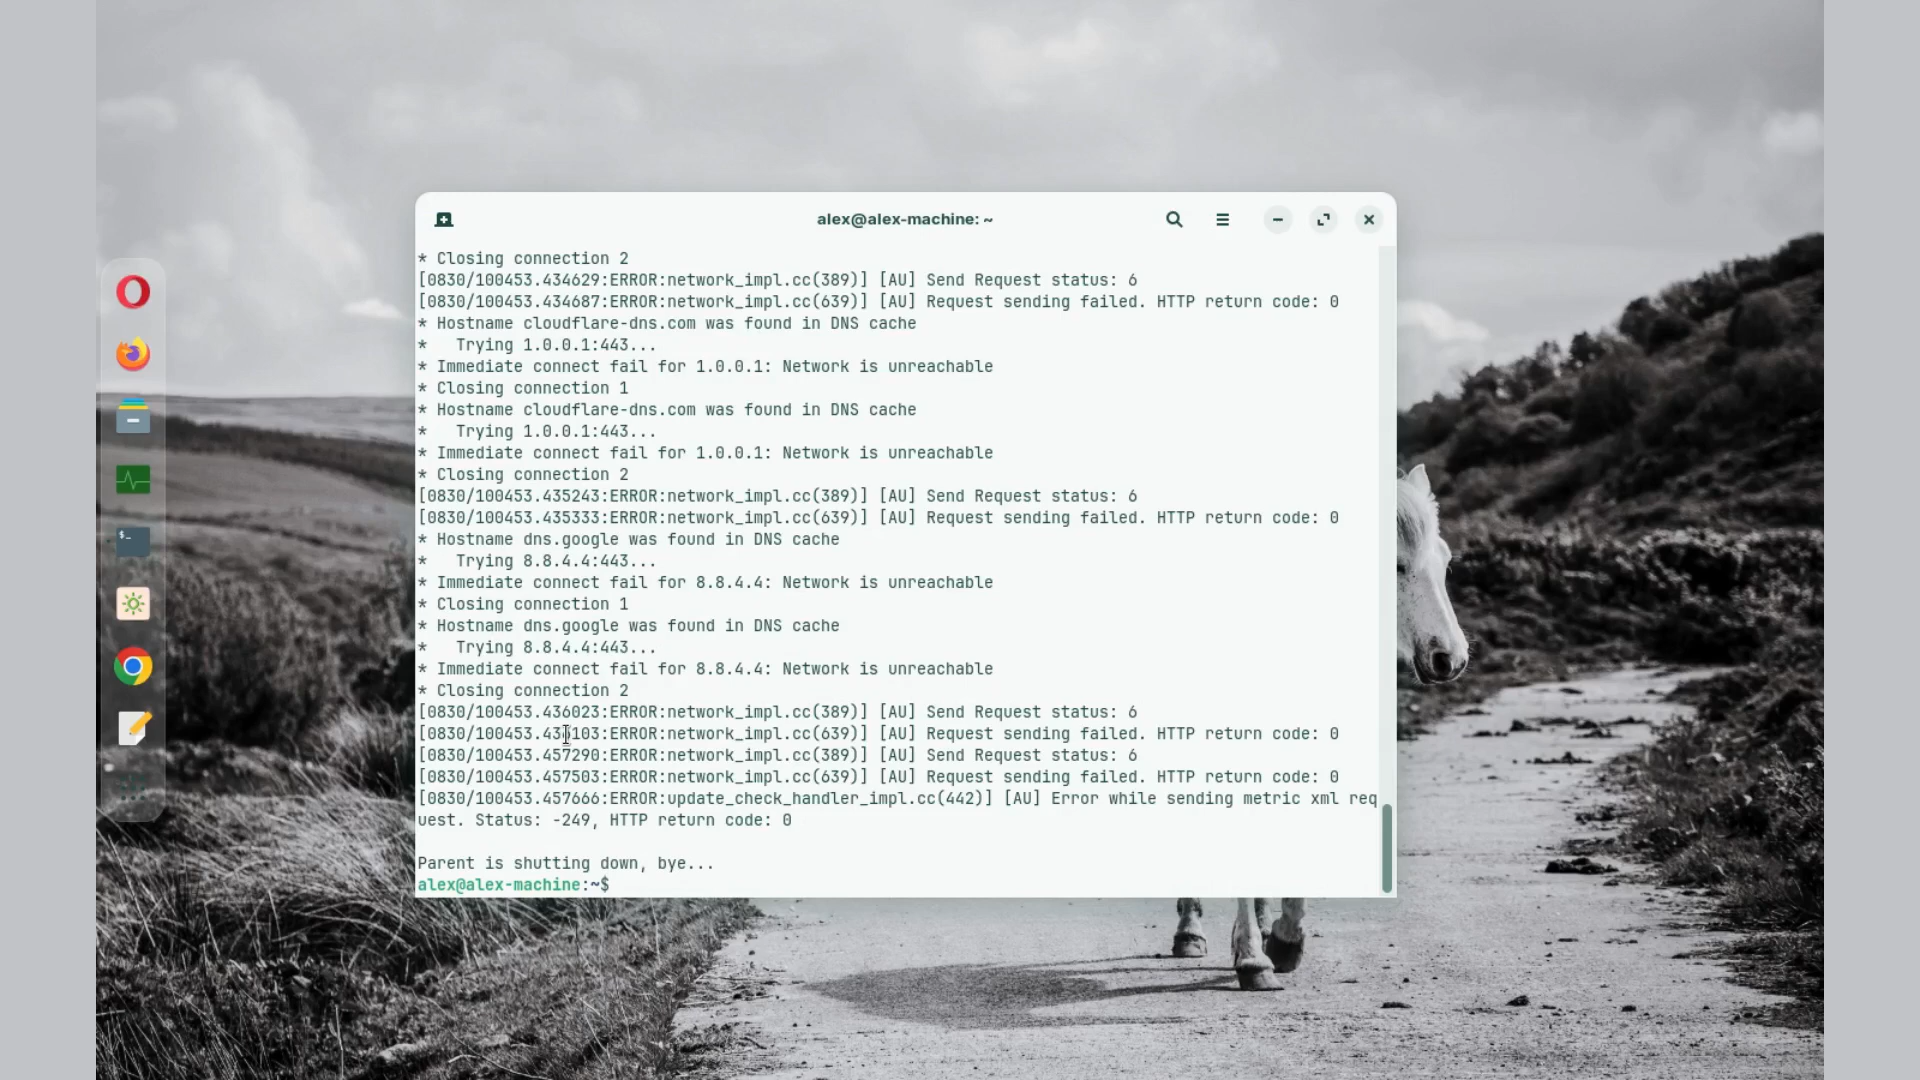 alex@alex-machine: ~
* Closing connection 2
[0830/100453.434629:ERROR:network_impl.cc(389)] [AU] Send Request status: 6
[0830/100453.434687:ERROR:network_impl.cc(639)] [AU] Request sending failed. HTTP return code: 0
* Hostname cloudflare-dns.com was found in DNS cache
*   Trying 1.0.0.1:443...
* Immediate connect fail for 1.0.0.1: Network is unreachable
* Closing connection 1
* Hostname cloudflare-dns.com was found in DNS cache
*   Trying 1.0.0.1:443...
* Immediate connect fail for 1.0.0.1: Network is unreachable
* Closing connection 2
[0830/100453.435243:ERROR:network_impl.cc(389)] [AU] Send Request status: 6
[0830/100453.435333:ERROR:network_impl.cc(639)] [AU] Request sending failed. HTTP return code: 0
* Hostname dns.google was found in DNS cache
*   Trying 8.8.4.4:443...
* Immediate connect fail for 8.8.4.4: Network is unreachable
* Closing connection 1
* Hostname dns.google was found in DNS cache
*   Trying 8.8.4.4:443...
* Immediate connect fail for 8.8.4.4: Network is unreachable
* Closing connection 2
[0830/100453.436023:ERROR:network_impl.cc(389)] [AU] Send Request status: 6
[AU] Request sending failed. HTTP return code: 0
[0830/100453.457290:ERROR:network_impl.cc(389)] [AU] Send Request status: 6
[0830/100453.457503:ERROR:network_impl.cc(639)] [AU] Request sending failed. HTTP return code: 0
[0830/100453.457666:ERROR:update_check_handler_impl.cc(442)] [AU] Error while sending metric xml req
uest. Status: -249, HTTP return code: 0
Parent is shutting down, bye...
alex@alex-machine:~$